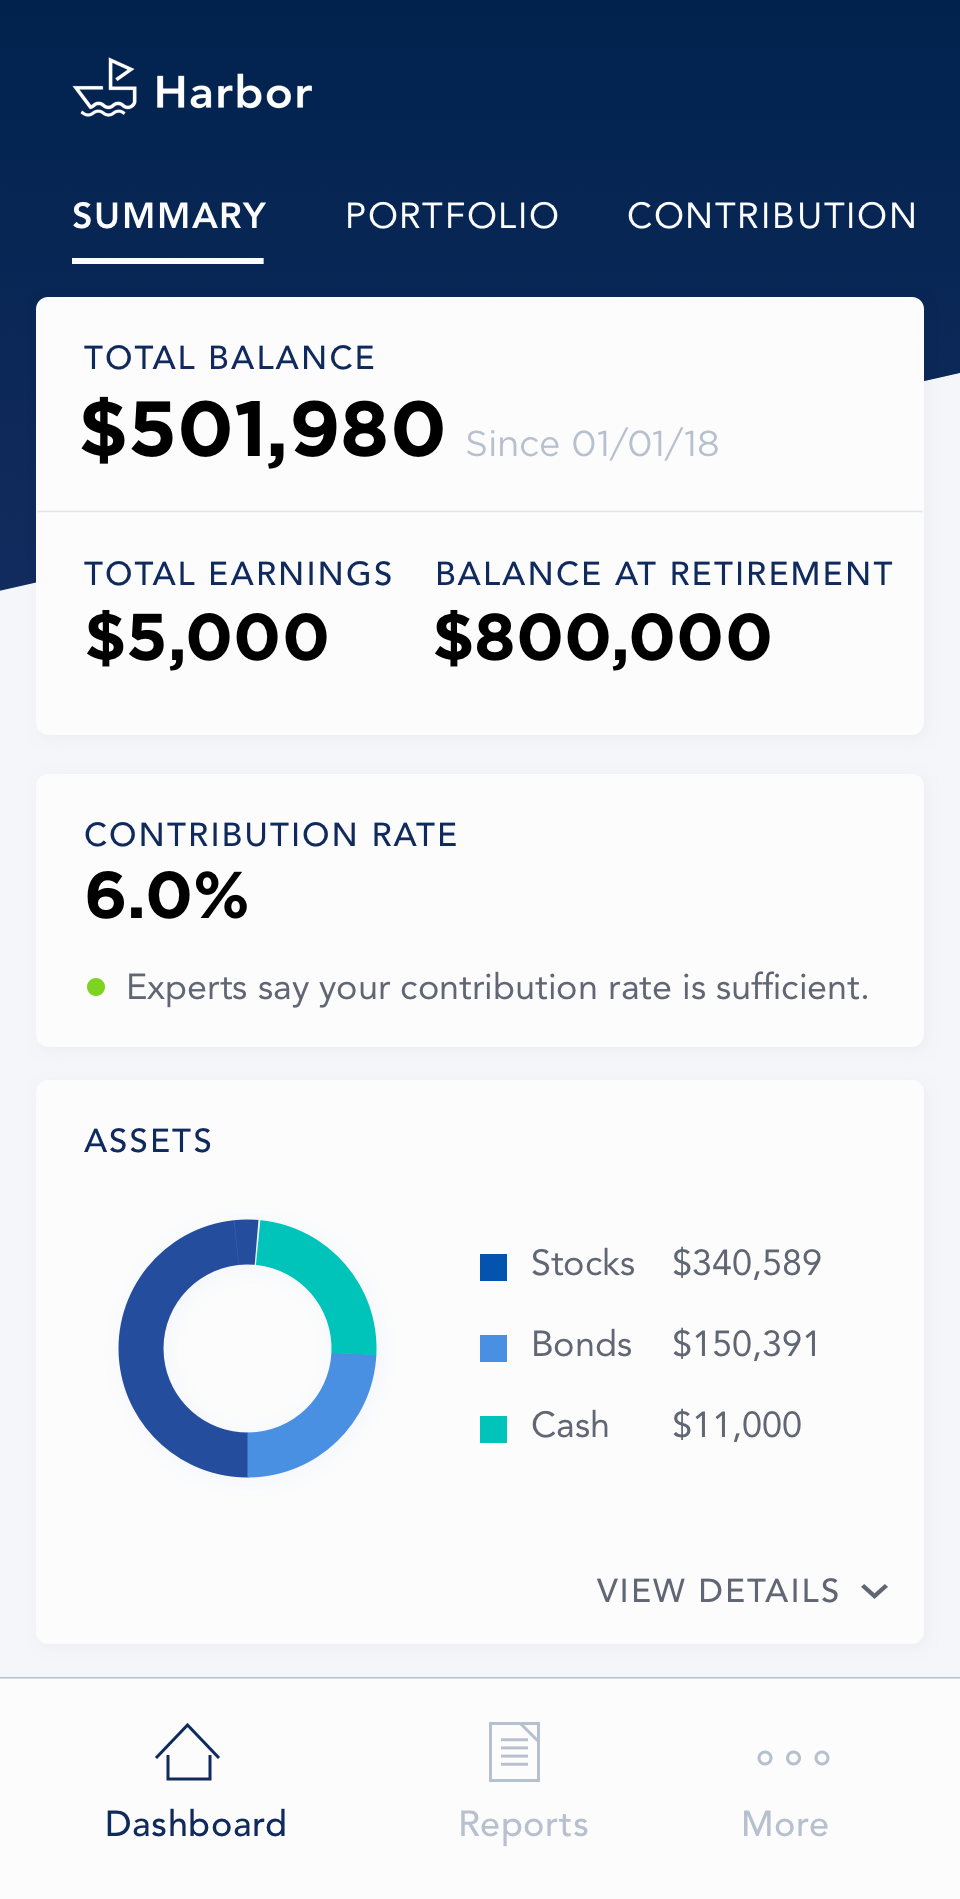 Harbor
SUMMARY PORTFOLIO CONTRIBUTION
TOTAL BALANCE
$501,980 Since 01/01/18
TOTAL EARNINGS BALANCE AT RETIREMENT
$5,000 $800,000
CONTRIBUTION RATE
6.0%
Experts say your contribution rate is sufficient.
ASSETS
Stocks $340,589
Bonds $150,391
Cash $11,000
VIEW DETAILS
Dashboard Reports More